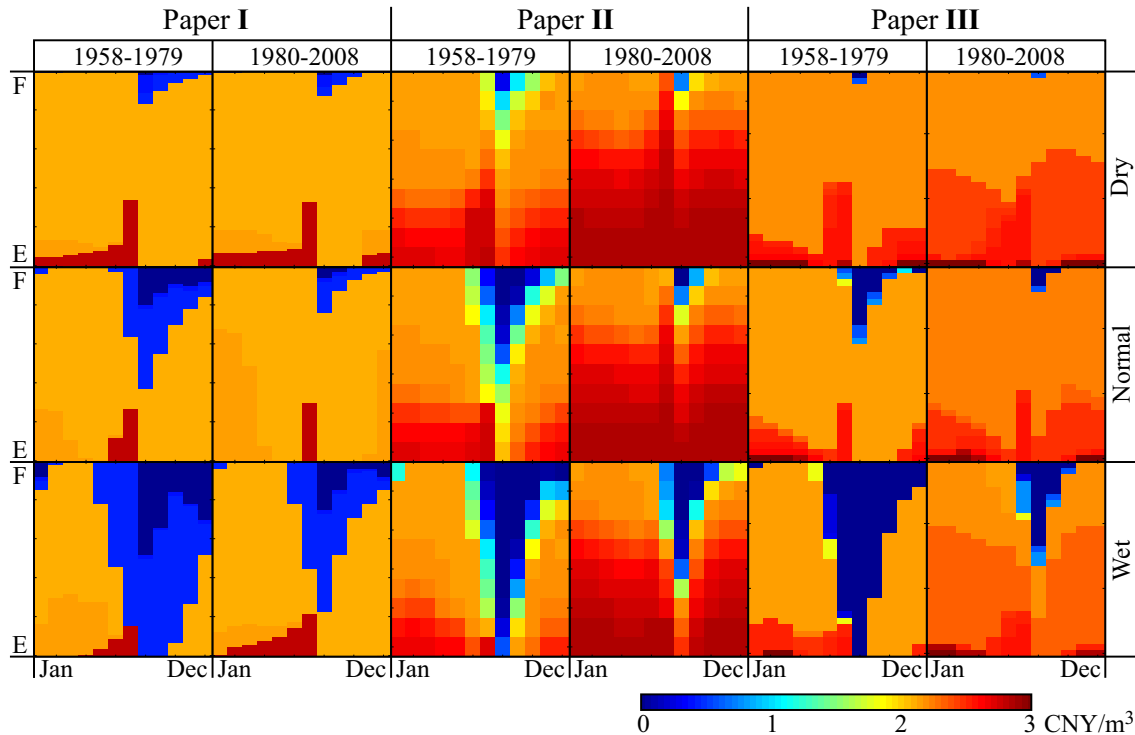 Paper I Paper II Paper III
1958-1979 1980-2008 1958-1979 1980-2008 1958-1979 1980-2008
F
Dry
E
F
Normal
E
F
Wet
E
Jan Dec Jan Dec Jan Dec Jan Dec Jan Dec Jan Dec
0 1 2 3 CNY/m³